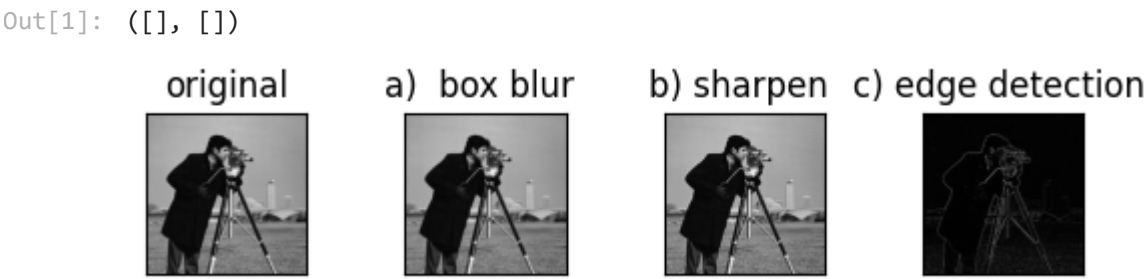 Out[1]: ([], [])
original a) box blur b) sharpen c) edge detection